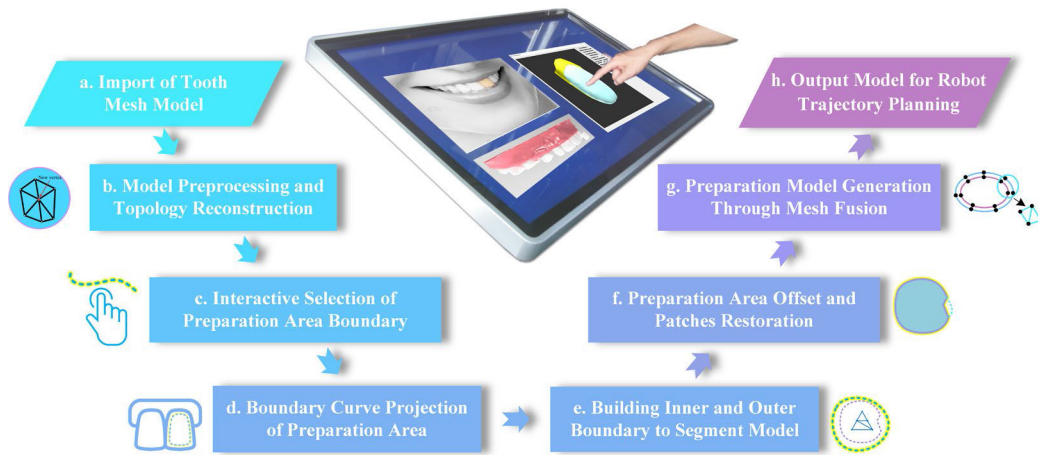 a. Import of Tooth
Mesh Model
b. Model Preprocessing and
Topology Reconstruction
New vertex
c. Interactive Selection of
Preparation Area Boundary
d. Boundary Curve Projection
of Preparation Area
e. Building Inner and Outer
Boundary to Segment Model
f. Preparation Area Offset and
Patches Restoration
g. Preparation Model Generation
Through Mesh Fusion
h. Output Model for Robot
Trajectory Planning